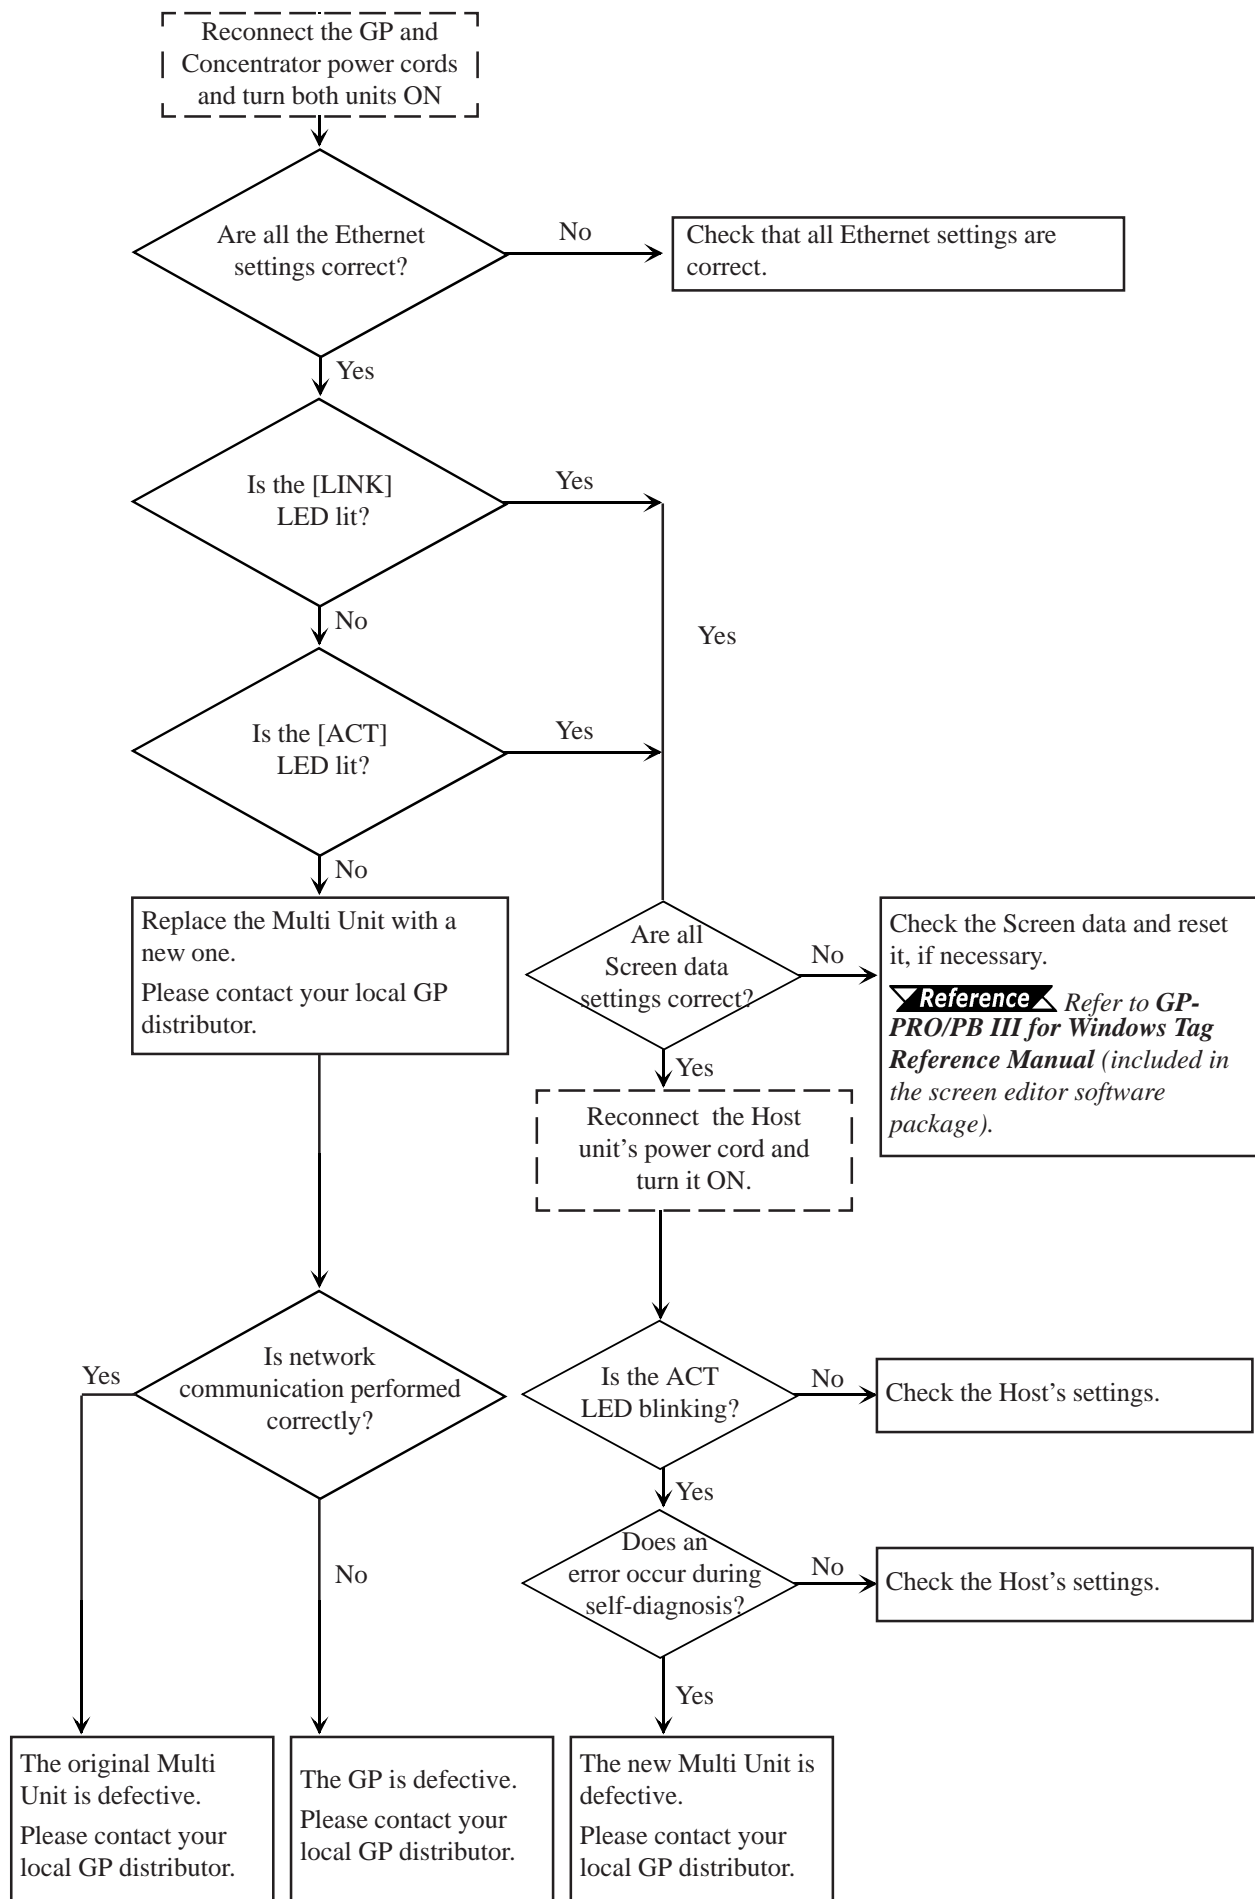 Reconnect the GP and
Concentrator power cords
and turn both units ON
Are all the Ethernet
settings correct?
No
Check that all Ethernet settings are
correct.
Yes
Is the [LINK]
LED lit?
Yes
No
Yes
Is the [ACT]
LED lit?
Yes
No
Replace the Multi Unit with a
new one.
Please contact your local GP
distributor.
Are all
Screen data
settings correct?
No
Check the Screen data and reset
it, if necessary.
Reference Refer to GP-
PRO/PB III for Windows Tag
Reference Manual (included in
the screen editor software
package).
Yes
Reconnect the Host
unit's power cord and
turn it ON.
Is network
communication performed
correctly?
Yes
Is the ACT
LED blinking?
No
Check the Host's settings.
Yes
No
Does an
error occur during
self-diagnosis?
No
Check the Host's settings.
Yes
The original Multi
Unit is defective.
Please contact your
local GP distributor.
The GP is defective.
Please contact your
local GP distributor.
The new Multi Unit is
defective.
Please contact your
local GP distributor.